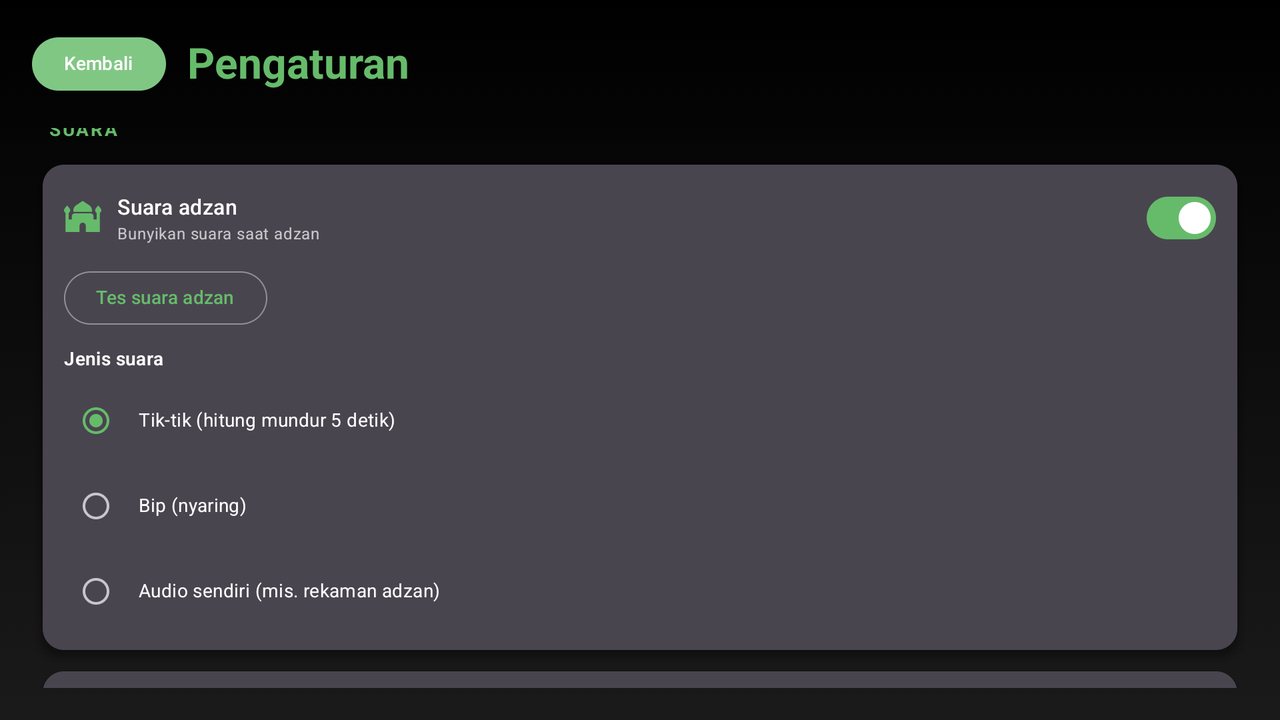 Kembali
Pengaturan
SUARA
Suara adzan
Bunyikan suara saat adzan
Tes suara adzan
Jenis suara
Tik-tik (hitung mundur 5 detik)
Bip (nyaring)
Audio sendiri (mis. rekaman adzan)